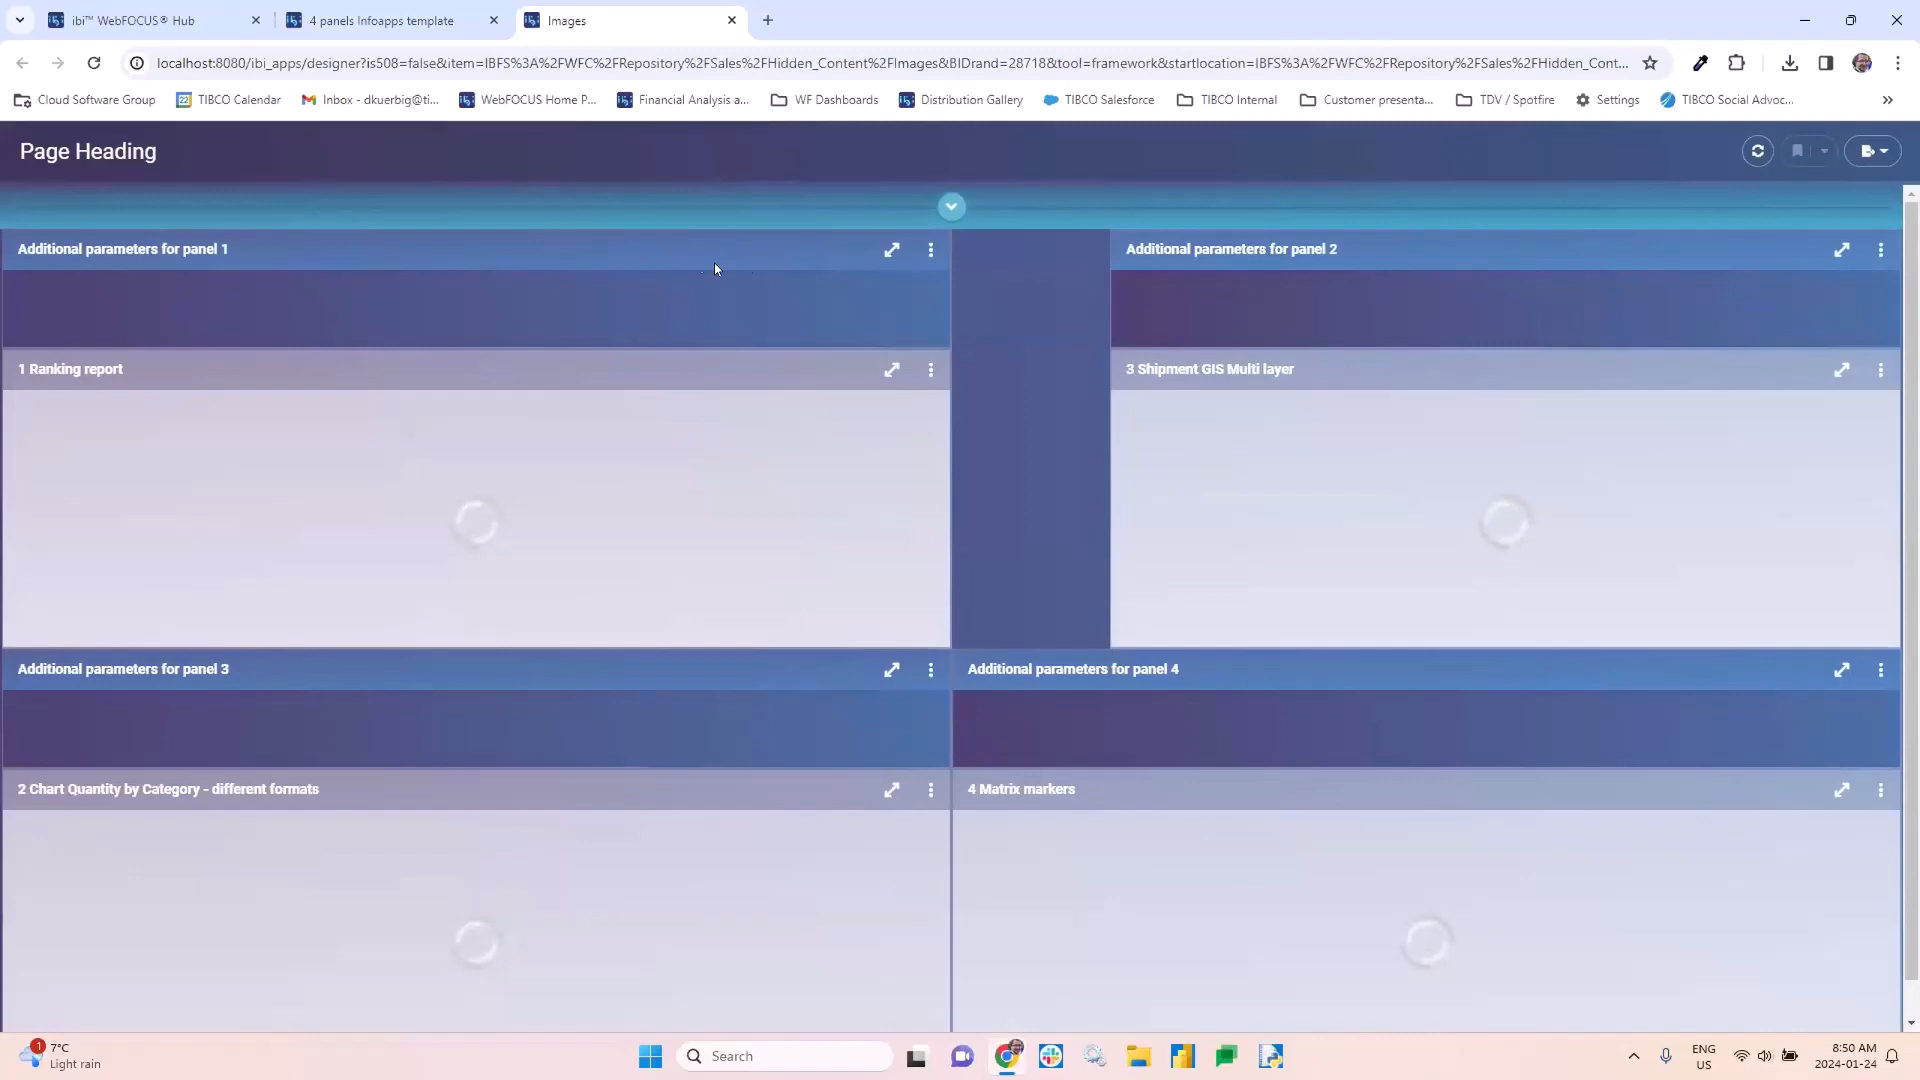 ibi™ WebFOCUS® Hub
4 panels Infoapps template
Images
localhost:8080/ibi_apps/designer?is508=false&item=IBFS%3A%2FWFC%2FRepository%2FSales%2FHidden_Content%2FImages&BIDrand=28718&tool=framework&startlocation=IBFS%3A%2FWFC%2FRepository%2FSales%2FHidden_Cont...
Cloud Software Group
TIBCO Calendar
Inbox - dkuerbig@ti...
WebFOCUS Home P...
Financial Analysis a...
WF Dashboards
Distribution Gallery
TIBCO Salesforce
TIBCO Internal
Customer presenta...
TDV / Spotfire
Settings
TIBCO Social Advoc...
Page Heading
Additional parameters for panel 1
Additional parameters for panel 2
1 Ranking report
3 Shipment GIS Multi layer
Additional parameters for panel 3
Additional parameters for panel 4
2 Chart Quantity by Category - different formats
4 Matrix markers
1
7°C
Light rain
Search
ENG
US
8:50 AM
2024-01-24